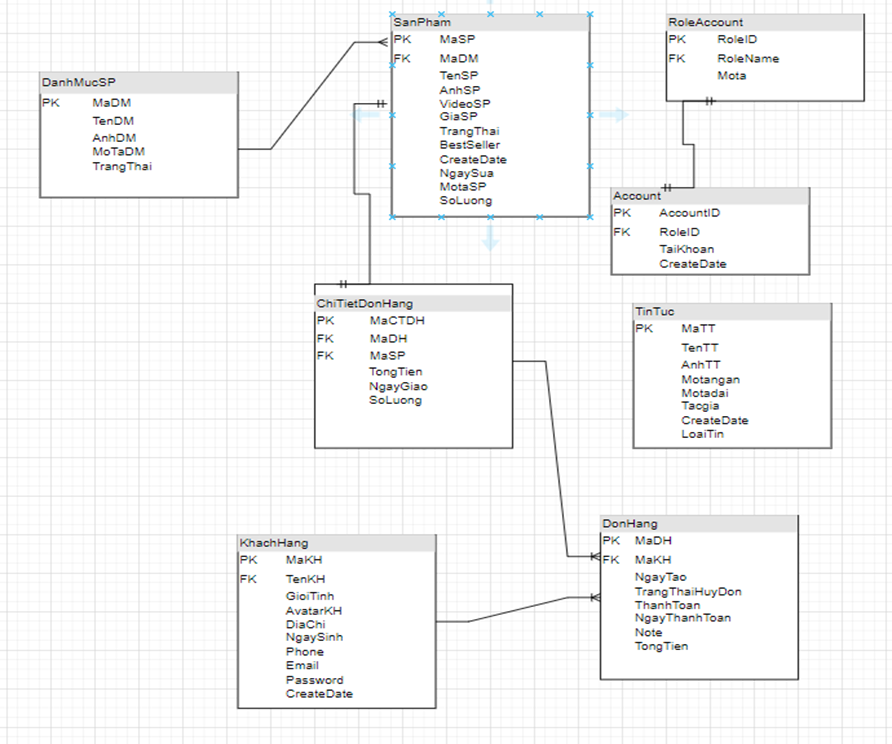 SanPham
PK MaSP
FK MaDM
TenSP
AnhSP
VideoSP
GiaSP
TrangThai
BestSeller
CreateDate
NgaySua
MotaSP
SoLuong
RoleAccount
PK RoleID
FK RoleName
Mota
DanhMucSP
PK MaDM
TenDM
AnhDM
MoTaDM
TrangThai
Account
PK AccountID
FK RoleID
TaiKhoan
CreateDate
ChiTietDonHang
PK MaCTDH
FK MaDH
FK MaSP
TongTien
NgayGiao
SoLuong
TinTuc
PK MaTT
TenTT
AnhTT
Motangan
Motadai
Tacgia
CreateDate
LoaiTin
KhachHang
PK MaKH
FK TenKH
GioiTinh
AvatarKH
DiaChi
NgaySinh
Phone
Email
Password
CreateDate
DonHang
PK MaDH
FK MaKH
NgayTao
TrangThaiHuyDon
ThanhToan
NgayThanhToan
Note
TongTien